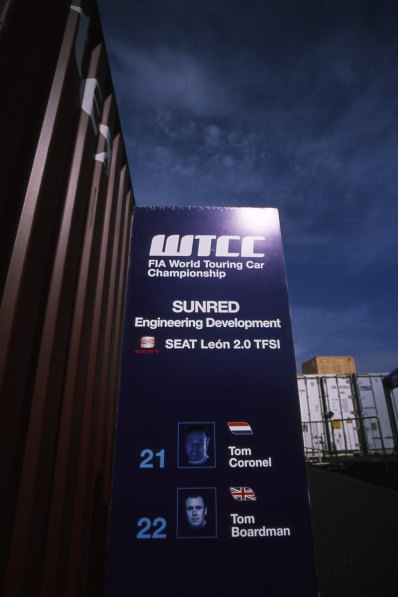 WTCC
FIA World Touring Car
Championship
SUNRED
Engineering Development
SEAT
SEAT León 2.0 TFSI
21
Tom
Coronel
22
Tom
Boardman